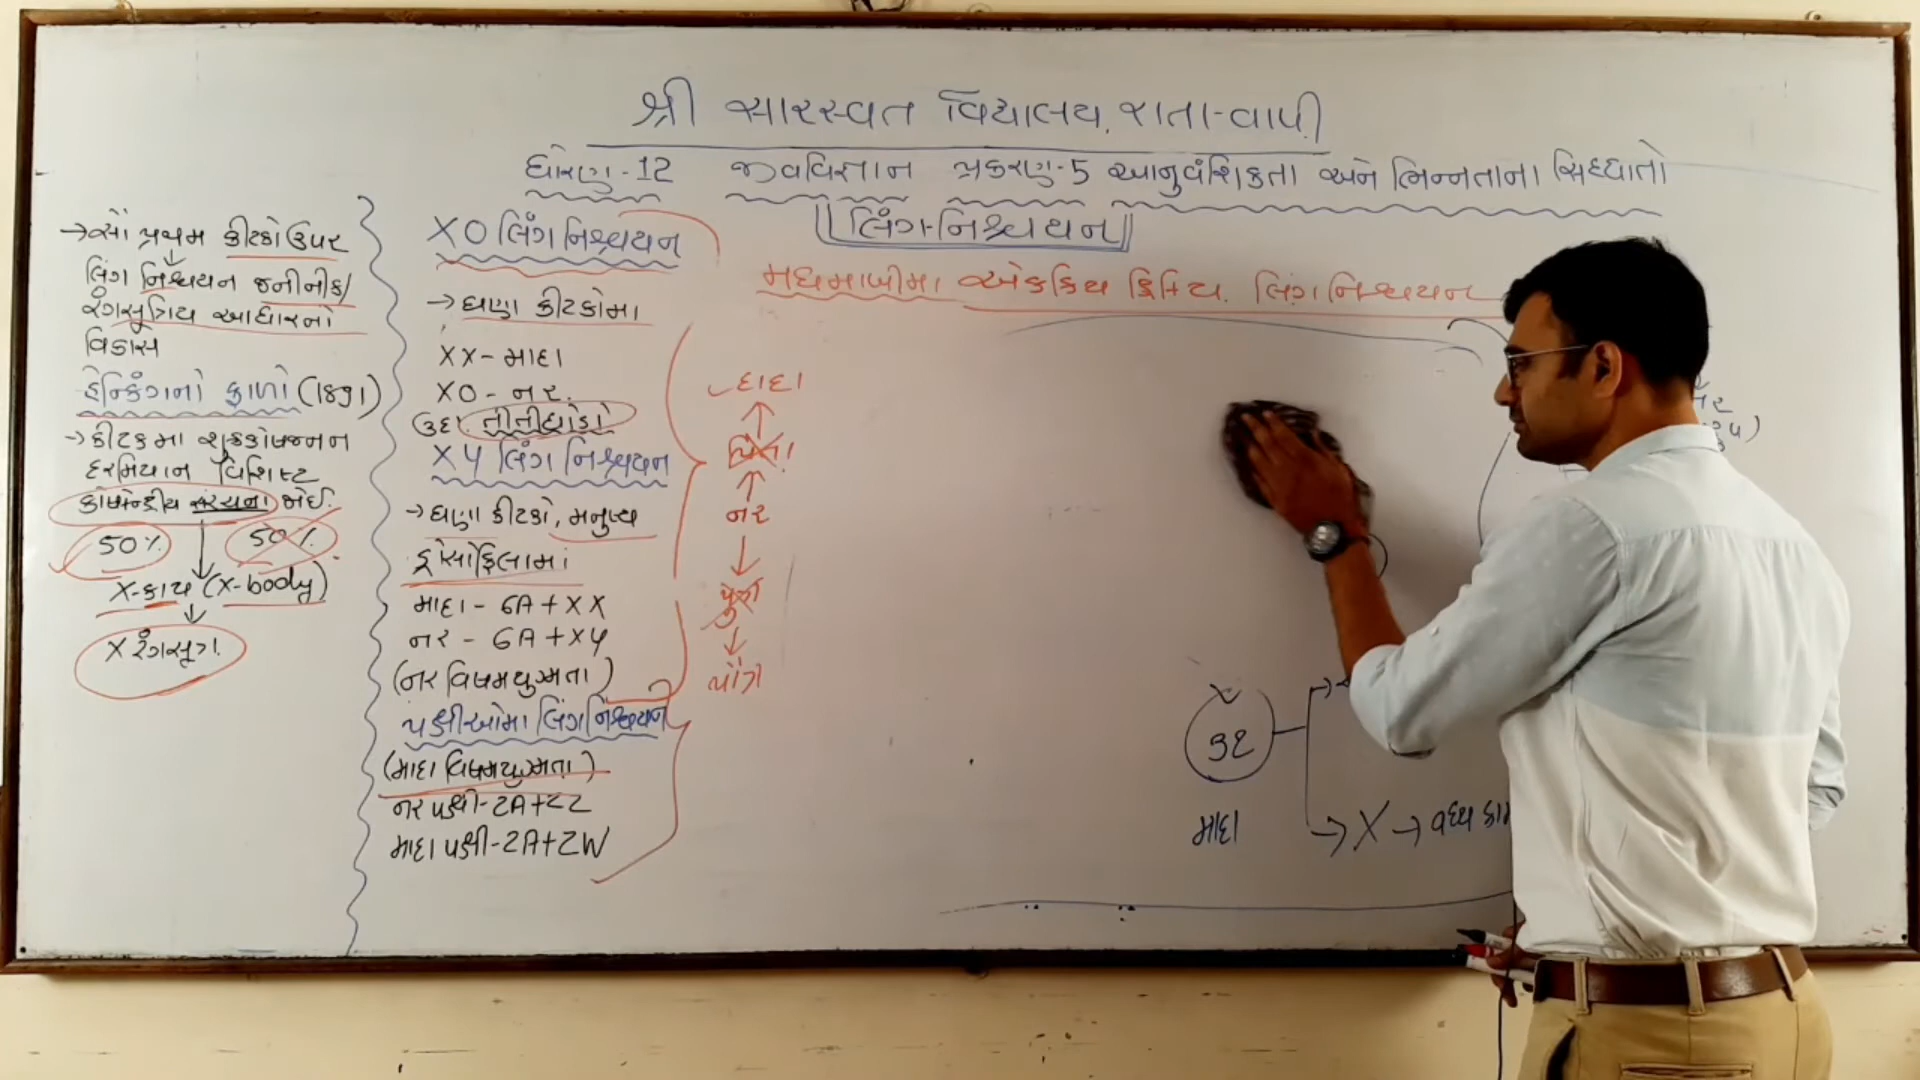 શ્રી સારસ્વત વિદ્યાલય, રાતા-વાપી
ધોરણ-12 જીવવિજ્ઞાન પ્રકરણ-5 આનુવંશિકતા અને ભિન્નતાના સિદ્ધાતો
લિંગ-નિશ્ચયન
→સૌ પ્રથમ કીટકો ઉપર
લિંગ નિશ્ચયન જનીનીક/
રંગસૂત્રિય આધારનો
વિકાસ
હેન્કિંગનો ફાળો (1891)
→ કીટકમા શુક્રકોષજનન
દરમિયાન વિશિષ્ટ
કોષકેન્દ્રીય સંરચના જોઈ.
50% 50%
X-કાય (X-body)
X રંગસૂત્ર
XO લિંગ નિશ્ચયન
→ ઘણા કીટકોમા
XX- માદા
XO - નર
ઉદા. તીતીઘોડો
XY લિંગ નિશ્ચયન
→ ઘણા કીટકો, મનુષ્ય
ડ્રોસોફિલામાં
માદા - 6A + XX
નર - 6A + XY
(નર વિષમયુગ્મતા)
પક્ષીઓમા લિંગ નિશ્ચયન
(માદા વિષમયુગ્મતા)
નર પક્ષી-2A+ZZ
માદા પક્ષી-2A+ZW
મધમાખીમા એકકિય દ્વિકિય લિંગ નિશ્ચયન
દાદા
↑
પિતા
↑
નર
↓
પુત્ર
↓
પૌત્ર
નર
32
માદા
→ X →